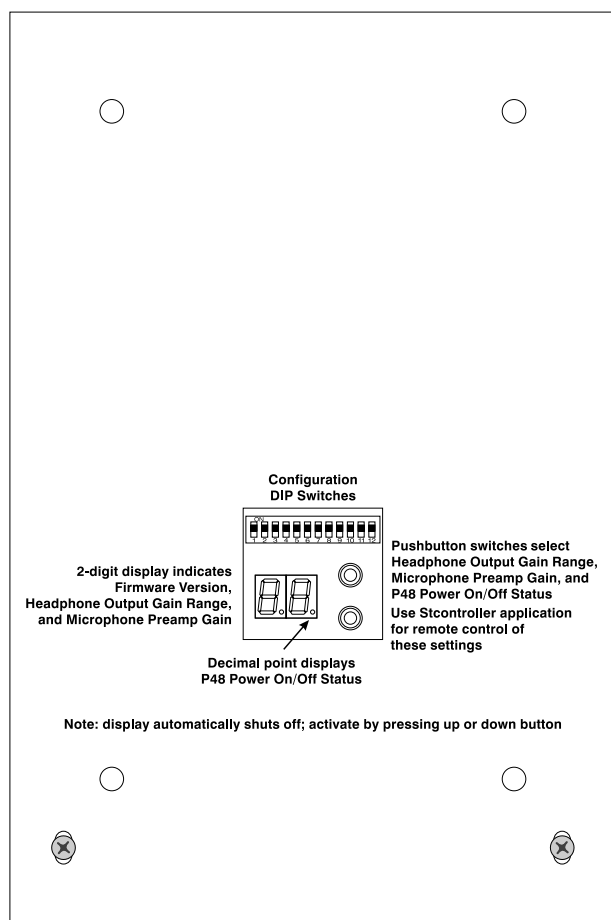 Configuration
DIP Switches
ON
1 2 3 4 5 6 7 8 9 10 11 12
2-digit display indicates
Firmware Version,
Headphone Output Gain Range,
and Microphone Preamp Gain
8.8.
Pushbutton switches select
Headphone Output Gain Range,
Microphone Preamp Gain, and
P48 Power On/Off Status
Use Stcontroller application
for remote control of
these settings
Decimal point displays
P48 Power On/Off Status
Note: display automatically shuts off; activate by pressing up or down button